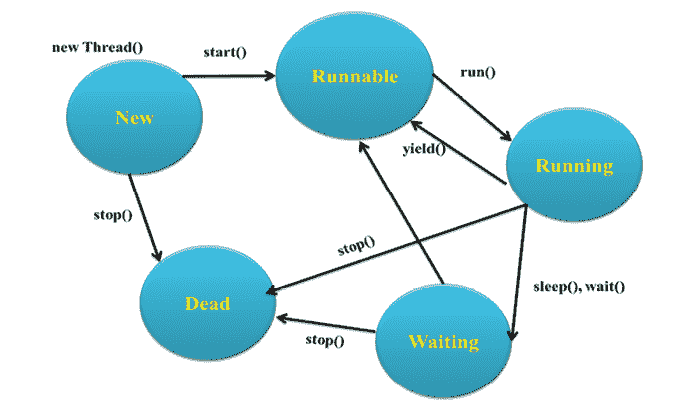 new Thread()
start()
Runnable
run()
New
yield()
Running
stop()
stop()
Dead
sleep(), wait()
stop()
Waiting